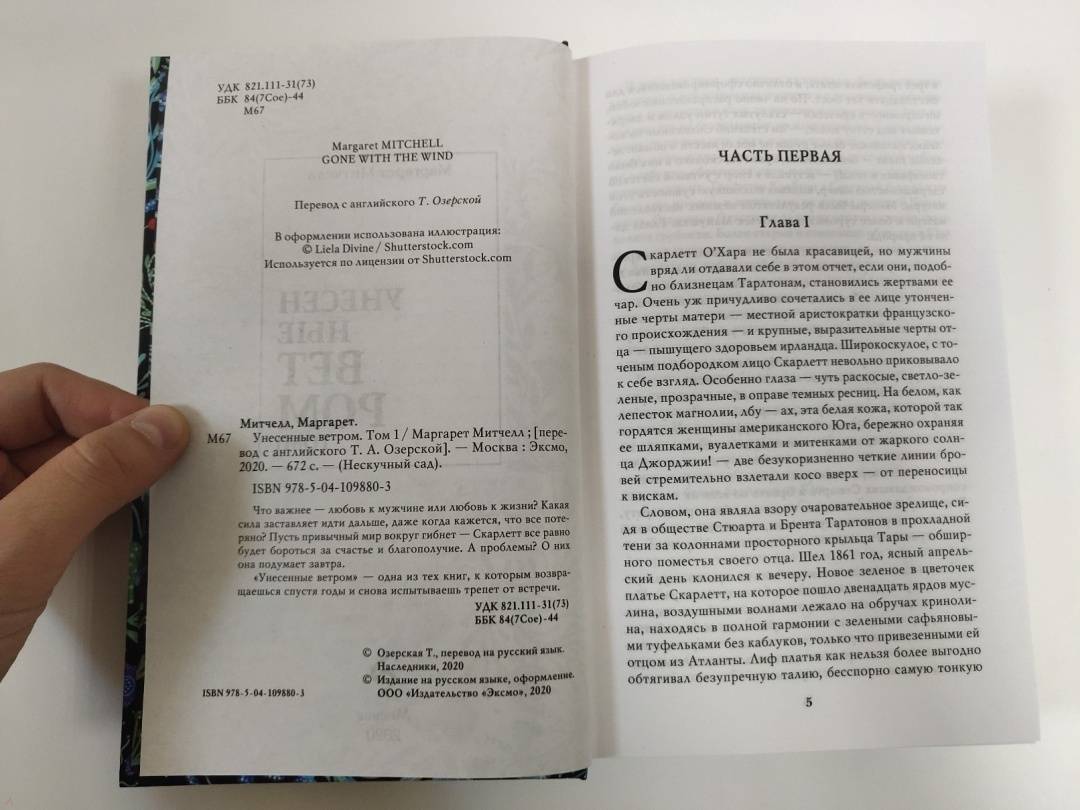 УДК 821.111-31(73)
ББК 84(7Сое)-44
М67
Margaret MITCHELL
GONE WITH THE WIND
Перевод с английского Т. Озерской
В оформлении использована иллюстрация:
© Liela Divine / Shutterstock.com
Используется по лицензии от Shutterstock.com
УНЕСЕН
НЫЕ
ВЕТ
РОМ
Митчелл, Маргарет.
М67 Унесенные ветром. Том 1 / Маргарет Митчелл ; [пере-
вод с английского Т. А. Озерской]. — Москва : Эксмо,
2020. — 672 с. — (Нескучный сад).
ISBN 978-5-04-109880-3
Что важнее — любовь к мужчине или любовь к жизни? Какая
сила заставляет идти дальше, даже когда кажется, что все поте-
ряно? Пусть привычный мир вокруг гибнет — Скарлетт все равно
будет бороться за счастье и благополучие. А проблемы? О них
она подумает завтра.
«Унесенные ветром» — одна из тех книг, к которым возвра-
щаешься спустя годы и снова испытываешь трепет от встречи.
УДК 821.111-31(73)
ББК 84(7Сое)-44
© Озерская Т., перевод на русский язык.
Наследники, 2020
© Издание на русском языке, оформление.
ООО «Издательство «Эксмо», 2020
ISBN 978-5-04-109880-3
ЧАСТЬ ПЕРВАЯ
Глава I
Скарлетт О’Хара не была красавицей, но мужчины
вряд ли отдавали себе в этом отчет, если они, подоб-
но близнецам Тарлтонам, становились жертвами ее
чар. Очень уж причудливо сочетались в ее лице утончен-
ные черты матери — местной аристократки французско-
го происхождения — и крупные, выразительные черты от-
ца — пышущего здоровьем ирландца. Широкоскулое, с то-
ченым подбородком лицо Скарлетт невольно приковывало
к себе взгляд. Особенно глаза — чуть раскосые, светло-зе-
леные, прозрачные, в оправе темных ресниц. На белом, как
лепесток магнолии, лбу — ах, эта белая кожа, которой так
гордятся женщины американского Юга, бережно охраняя
ее шляпками, вуалетками и митенками от жаркого солн-
ца Джорджии! — две безукоризненно четкие линии бро-
вей стремительно взлетали косо вверх — от переносицы
к вискам.
Словом, она являла взору очаровательное зрелище, си-
дя в обществе Стюарта и Брента Тарлтонов в прохладной
тени за колоннами просторного крыльца Тары — обшир-
ного поместья своего отца. Шел 1861 год, ясный апрель-
ский день клонился к вечеру. Новое зеленое в цветочек
платье Скарлетт, на которое пошло двенадцать ярдов мус-
лина, воздушными волнами лежало на обручах криноли-
на, находясь в полной гармонии с зелеными сафьяновы-
ми туфельками без каблуков, только что привезенными ей
отцом из Атланты. Лиф платья как нельзя более выгодно
обтягивал безупречную талию, бесспорно самую тонкую
5